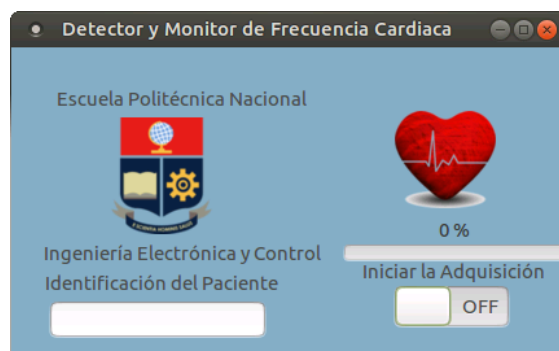 Detector y Monitor de Frecuencia Cardiaca
Escuela Politécnica Nacional
Ingeniería Electrónica y Control
Identificación del Paciente
0 %
Iniciar la Adquisición
OFF